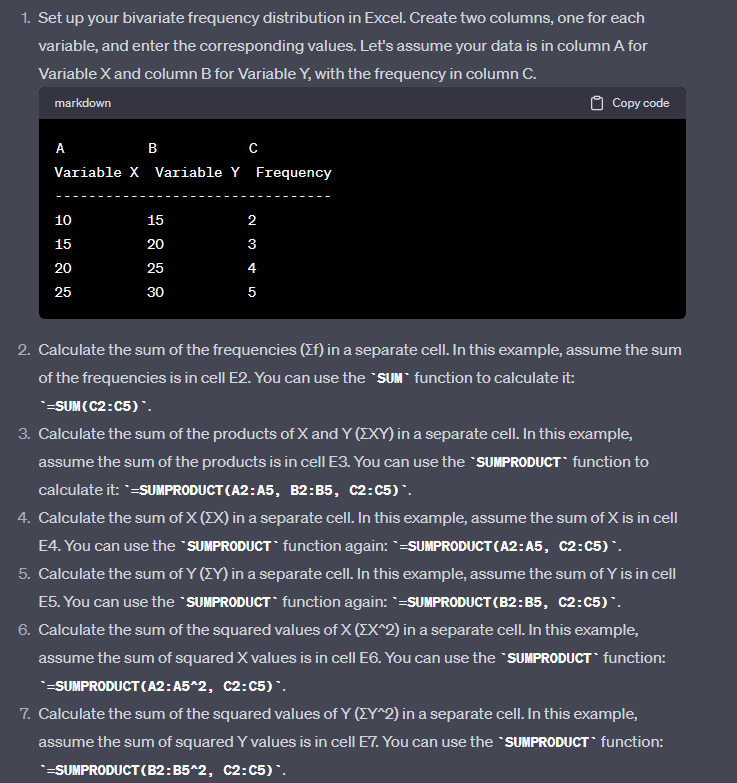 1. Set up your bivariate frequency distribution in Excel. Create two columns, one for each
variable, and enter the corresponding values. Let's assume your data is in column A for
Variable X and column B for Variable Y, with the frequency in column C.
markdown Copy code
A B C
Variable X Variable Y Frequency
----------------------------------
10 15 2
15 20 3
20 25 4
25 30 5
2. Calculate the sum of the frequencies (Σf) in a separate cell. In this example, assume the sum
of the frequencies is in cell E2. You can use the `SUM` function to calculate it:
`=SUM(C2:C5)`.
3. Calculate the sum of the products of X and Y (ΣXY) in a separate cell. In this example,
assume the sum of the products is in cell E3. You can use the `SUMPRODUCT` function to
calculate it: `=SUMPRODUCT(A2:A5, B2:B5, C2:C5)`.
4. Calculate the sum of X (ΣX) in a separate cell. In this example, assume the sum of X is in cell
E4. You can use the `SUMPRODUCT` function again: `=SUMPRODUCT(A2:A5, C2:C5)`.
5. Calculate the sum of Y (ΣY) in a separate cell. In this example, assume the sum of Y is in cell
E5. You can use the `SUMPRODUCT` function again: `=SUMPRODUCT(B2:B5, C2:C5)`.
6. Calculate the sum of the squared values of X (ΣX^2) in a separate cell. In this example,
assume the sum of squared X values is in cell E6. You can use the `SUMPRODUCT` function:
`=SUMPRODUCT(A2:A5^2, C2:C5)`.
7. Calculate the sum of the squared values of Y (ΣY^2) in a separate cell. In this example,
assume the sum of squared Y values is in cell E7. You can use the `SUMPRODUCT` function:
`=SUMPRODUCT(B2:B5^2, C2:C5)`.